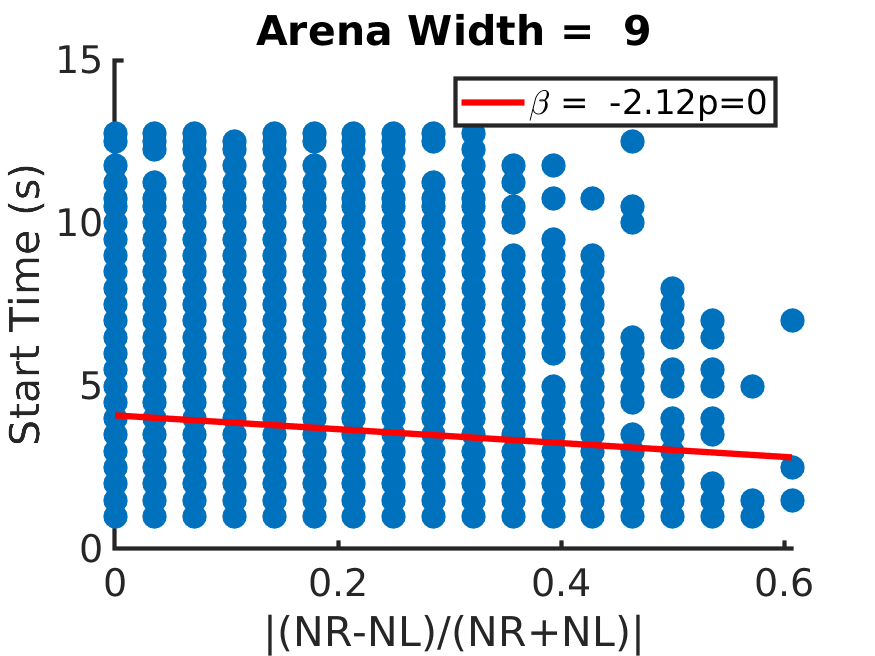 Arena Width =  9
15
β =  -2.12p=0
10
Start Time (s)
5
0
0 0.2 0.4 0.6
|(NR-NL)/(NR+NL)|